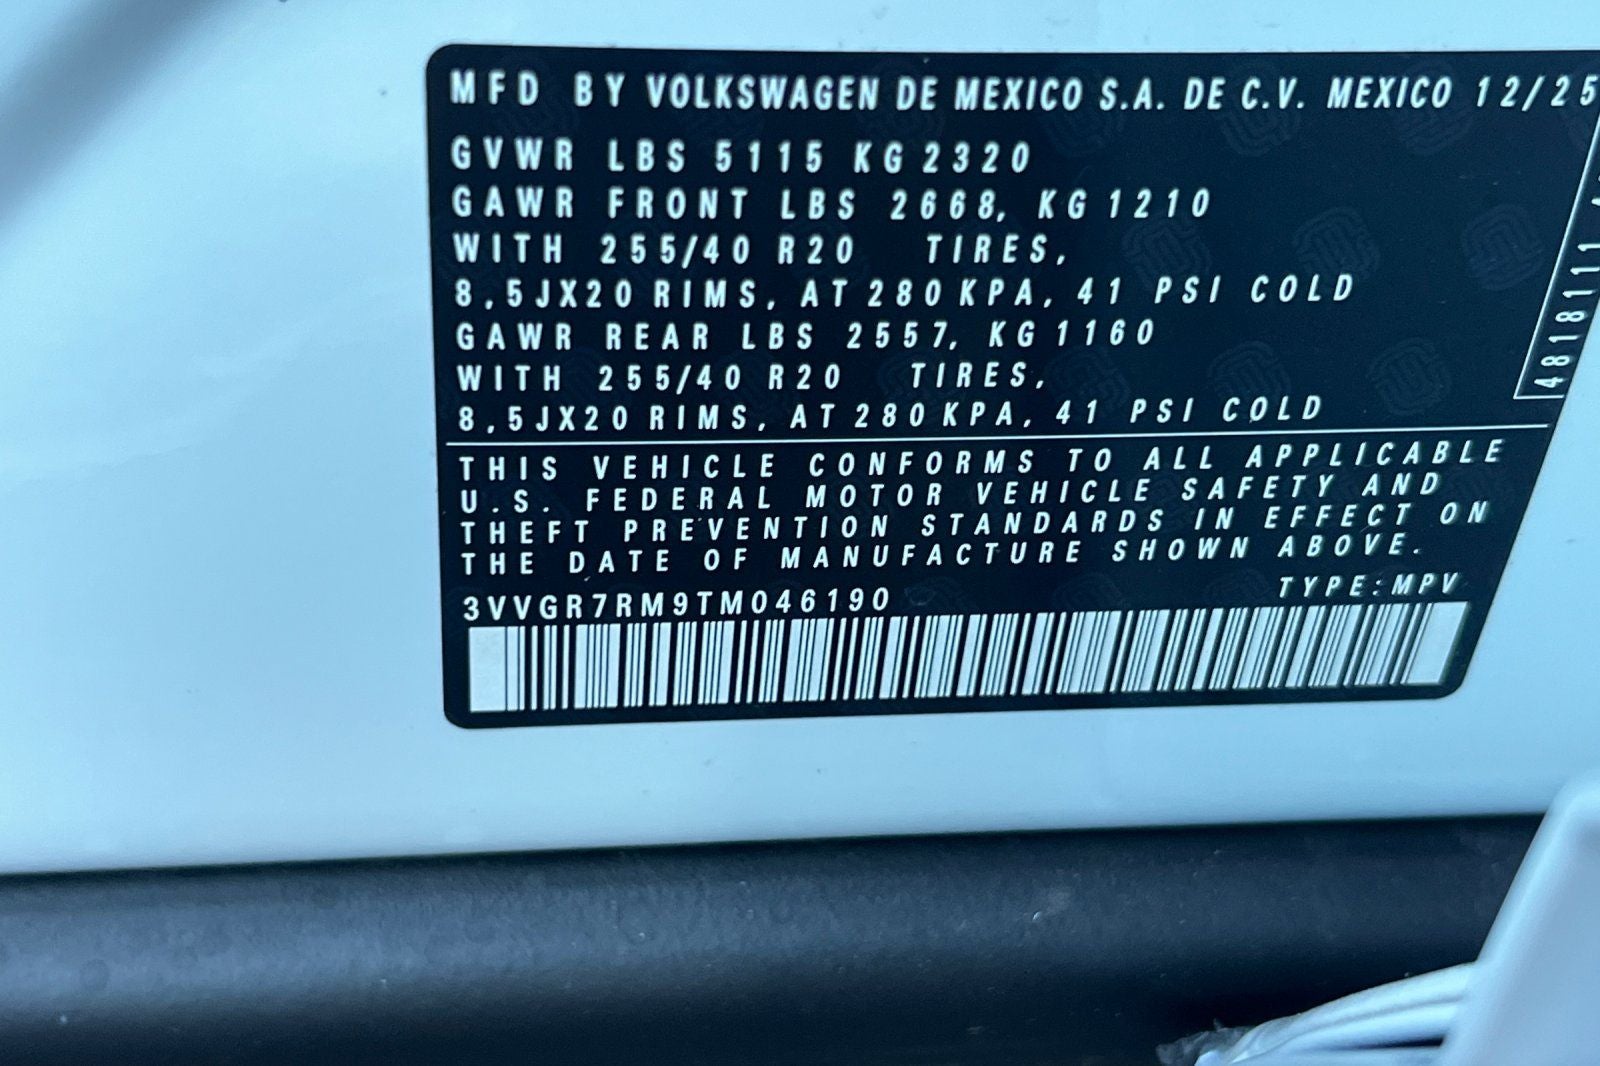 MFD BY VOLKSWAGEN DE MEXICO S.A. DE C.V. MEXICO 12/25
GVWR LBS 5115 KG 2320
GAWR FRONT LBS 2668, KG 1210
WITH 255/40 R20 TIRES,
8,5JX20 RIMS, AT 280 KPA, 41 PSI COLD
GAWR REAR LBS 2557, KG 1160
WITH 255/40 R20 TIRES,
8,5JX20 RIMS, AT 280 KPA, 41 PSI COLD
THIS VEHICLE CONFORMS TO ALL APPLICABLE
U.S. FEDERAL MOTOR VEHICLE SAFETY AND
THEFT PREVENTION STANDARDS IN EFFECT ON
THE DATE OF MANUFACTURE SHOWN ABOVE.
TYPE: MPV
3VVGR7RM9TM046190